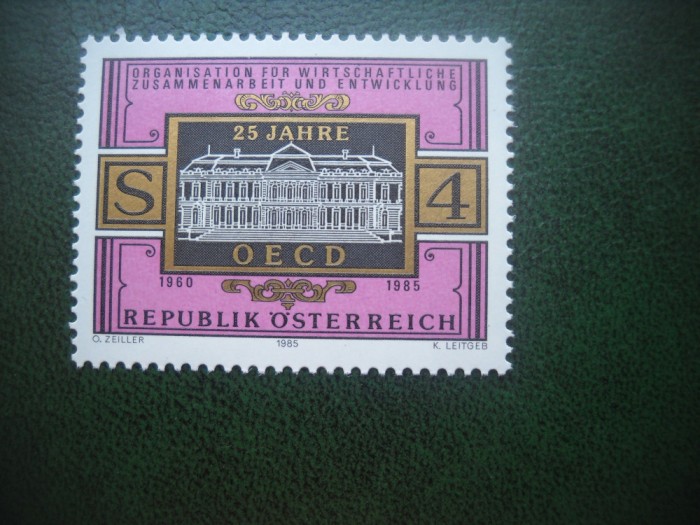 ORGANISATION FÜR WIRTSCHAFTLICHE
ZUSAMMENARBEIT UND ENTWICKLUNG
25 JAHRE
S 4
OECD
1960 1985
REPUBLIK ÖSTERREICH
O. ZEILLER 1985 K. LEITGEB